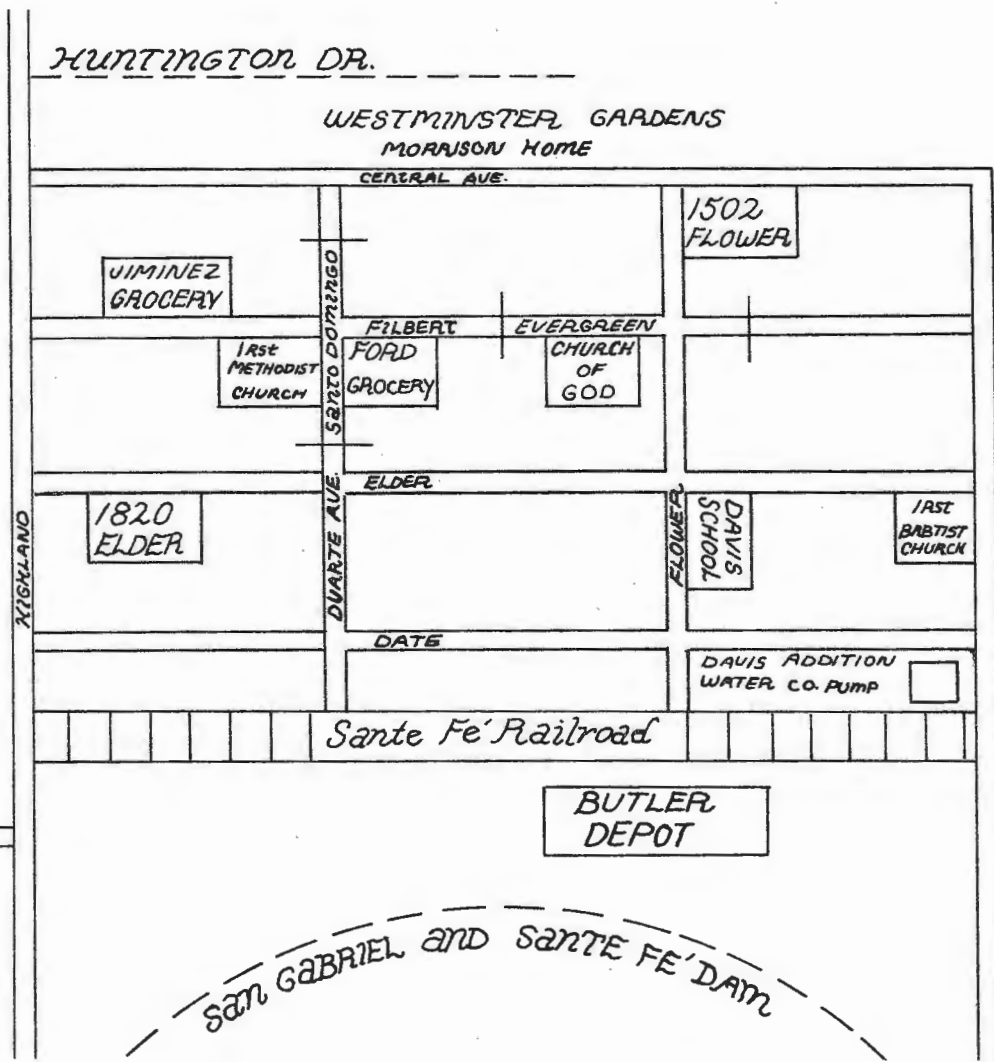 HUNTINGTON DR.
WESTMINSTER GARDENS
MORRISON HOME
CENTRAL AVE.
1502
FLOWER
JIMINEZ
GROCERY
SANTO DOMINGO
FILBERT
EVERGREEN
1RST
METHODIST
CHURCH
FORD
GROCERY
CHURCH
OF
GOD
ELDER
1820
ELDER
DUARTE AVE.
FLOWER
DAVIS
SCHOOL
1RST
BABTIST
CHURCH
HIGHLAND
DATE
DAVIS ADDITION
WATER CO. PUMP
Sante Fé Railroad
BUTLER
DEPOT
SAN GABRIEL AND SANTE FE' DAM